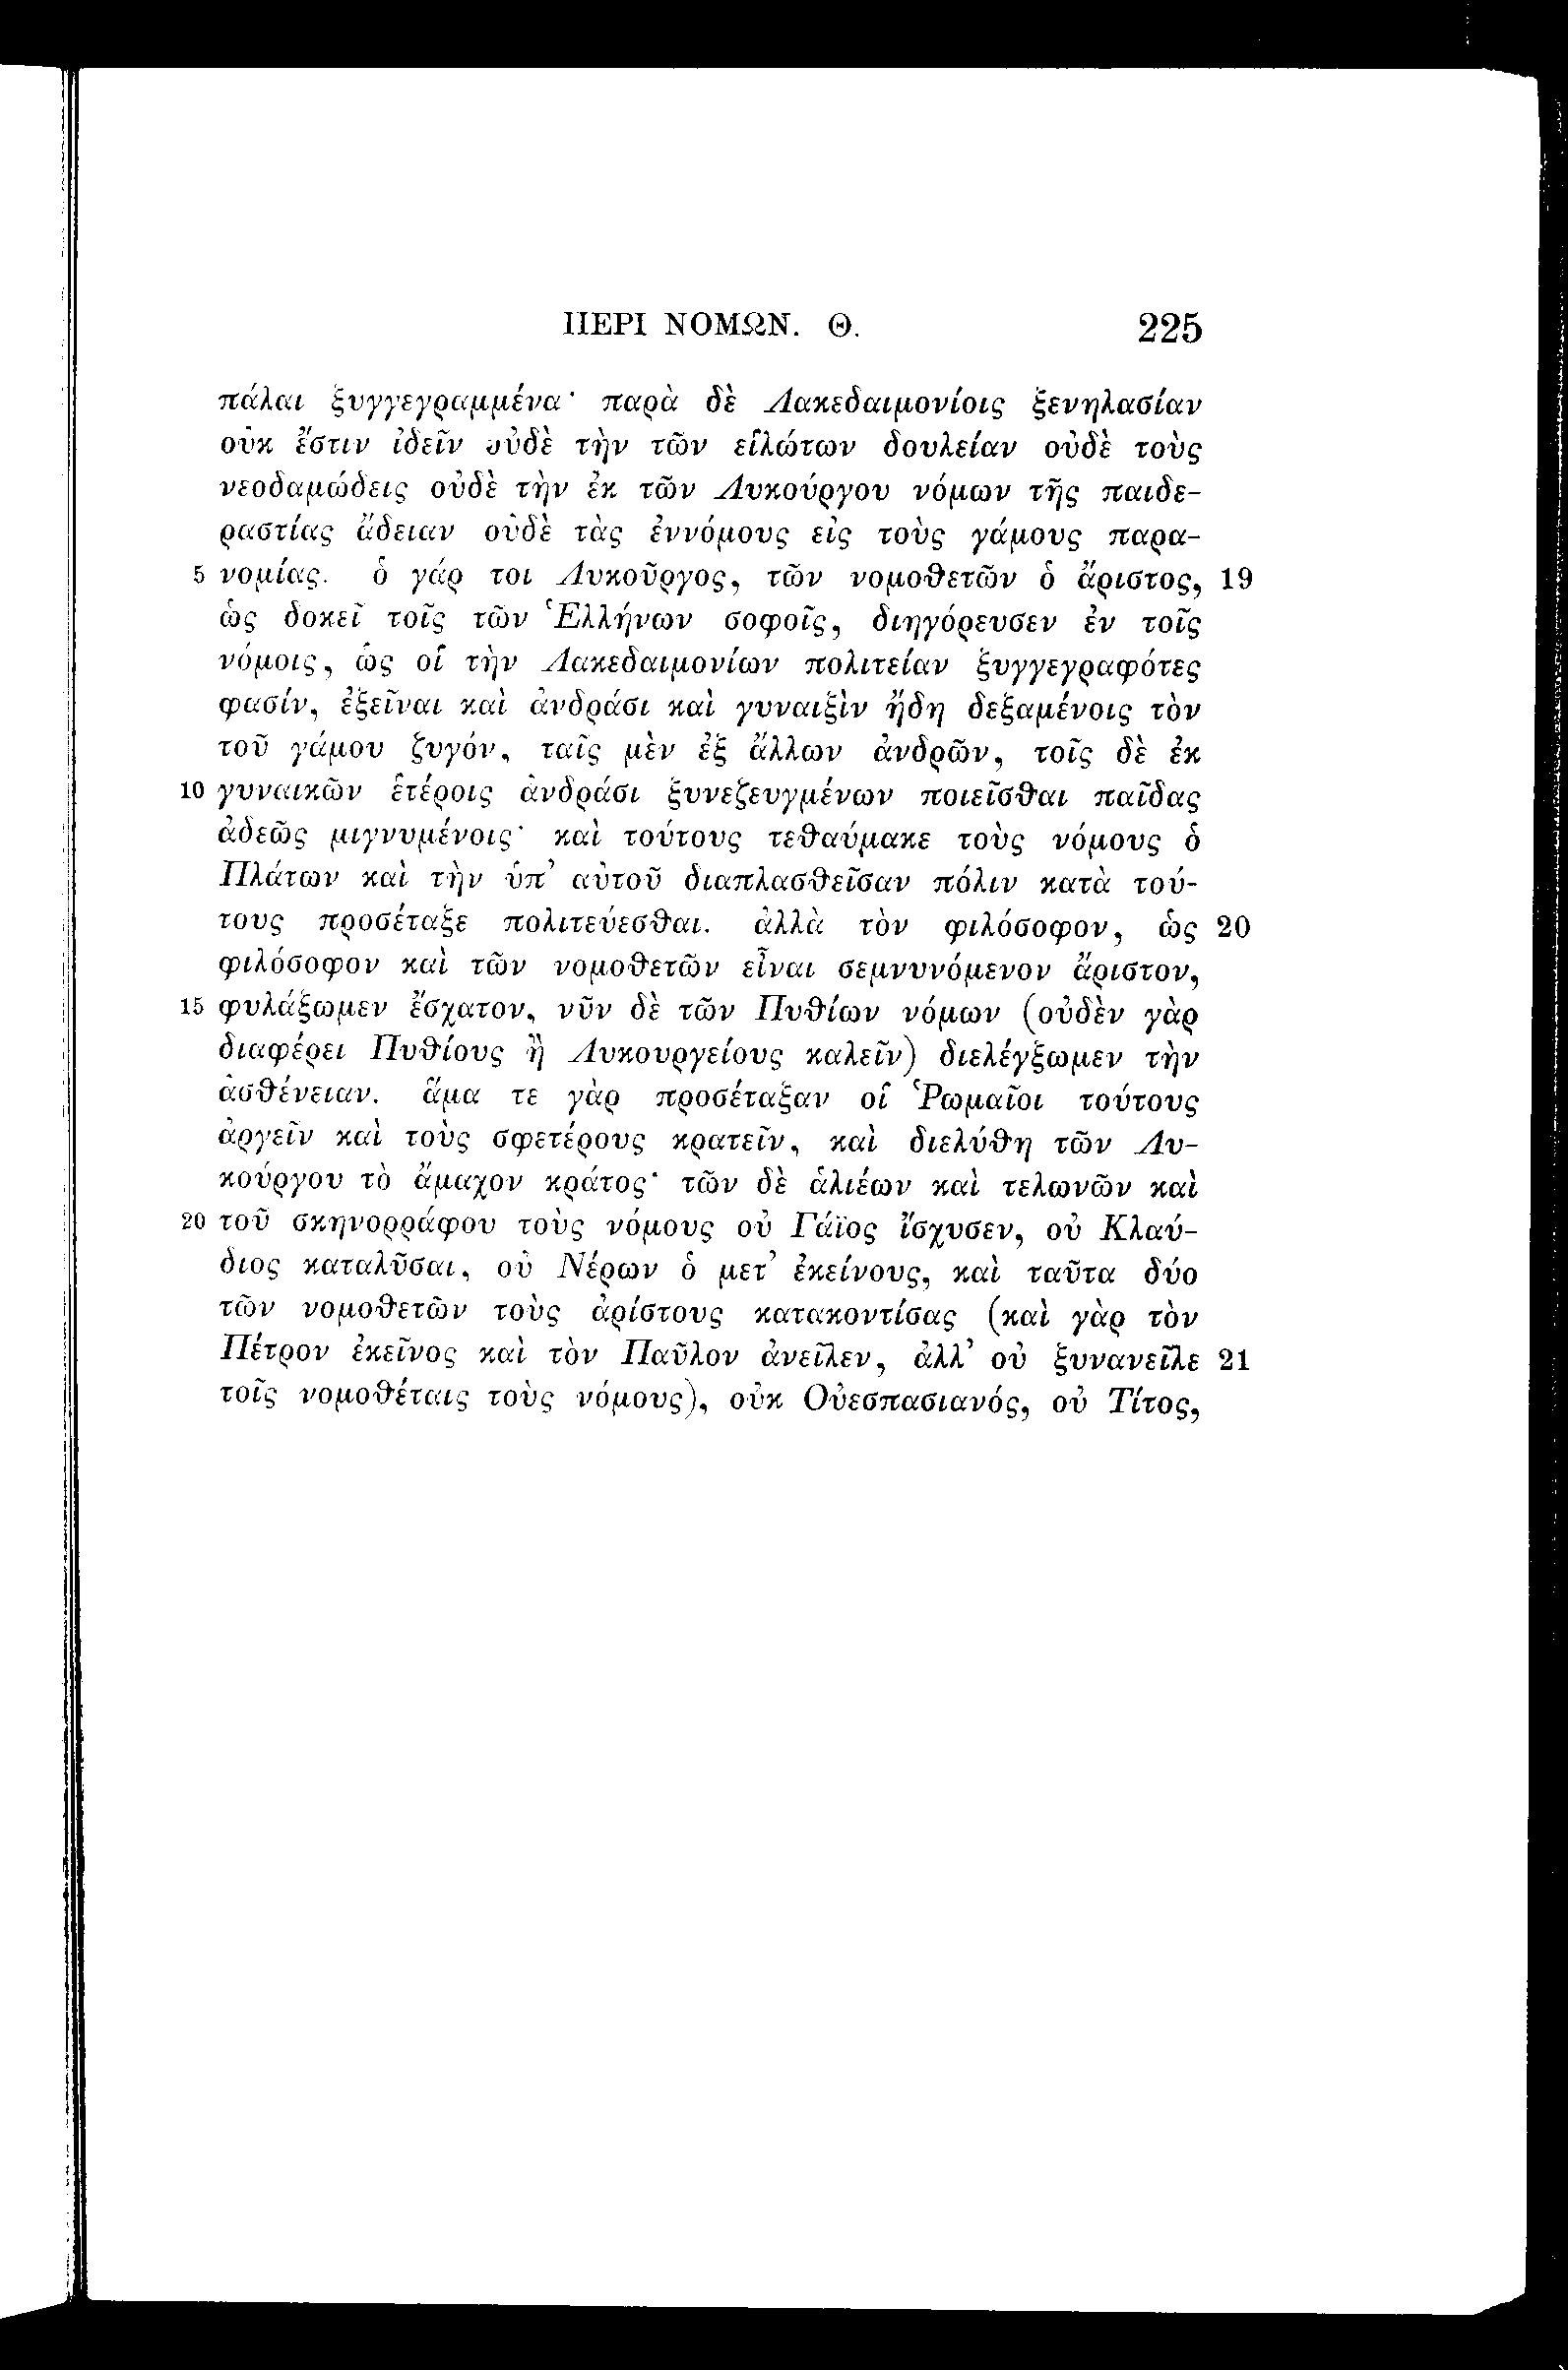 ΠΕΡΙ ΝΟΜΩΝ. Θ. 225
πάλαι ξυγγεγραμμένα· παρὰ δὲ Λακεδαιμονίοις ξενηλασίαν
οὐκ ἔστιν ἰδεῖν οὐδὲ τὴν τῶν εἱλώτων δουλείαν οὐδὲ τοὺς
νεοδαμώδεις οὐδὲ τὴν ἐκ τῶν Λυκούργου νόμων τῆς παιδε-
ραστίας ἄδειαν οὐδὲ τὰς ἐννόμους εἰς τοὺς γάμους παρα-
5 νομίας. ὁ γάρ τοι Λυκοῦργος, τῶν νομοθετῶν ὁ ἄριστος, 19
ὡς δοκεῖ τοῖς τῶν Ἑλλήνων σοφοῖς, διηγόρευσεν ἐν τοῖς
νόμοις, ὡς οἱ τὴν Λακεδαιμονίων πολιτείαν ξυγγεγραφότες
φασίν, ἐξεῖναι καὶ ἀνδράσι καὶ γυναιξὶν ἤδη δεξαμένοις τὸν
τοῦ γάμου ζυγόν, ταῖς μὲν ἐξ ἄλλων ἀνδρῶν, τοῖς δὲ ἐκ
10 γυναικῶν ἑτέροις ἀνδράσι ξυνεζευγμένων ποιεῖσθαι παῖδας
ἀδεῶς μιγνυμένοις· καὶ τούτους τεθαύμακε τοὺς νόμους ὁ
Πλάτων καὶ τὴν ὑπ’ αὐτοῦ διαπλασθεῖσαν πόλιν κατὰ τού-
τους προσέταξε πολιτεύεσθαι. ἀλλὰ τὸν φιλόσοφον, ὡς 20
φιλόσοφον καὶ τῶν νομοθετῶν εἶναι σεμνυνόμενον ἄριστον,
15 φυλάξωμεν ἔσχατον, νῦν δὲ τῶν Πυθίων νόμων (οὐδὲν γὰρ
διαφέρει Πυθίους ἢ Λυκουργείους καλεῖν) διελέγξωμεν τὴν
ἀσθένειαν. ἅμα τε γὰρ προσέταξαν οἱ Ῥωμαῖοι τούτους
ἀργεῖν καὶ τοὺς σφετέρους κρατεῖν, καὶ διελύθη τῶν Λυ-
κούργου τὸ ἄμαχον κράτος· τῶν δὲ ἁλιέων καὶ τελωνῶν καὶ
20 τοῦ σκηνορράφου τοὺς νόμους οὐ Γάϊος ἴσχυσεν, οὐ Κλαύ-
διος καταλῦσαι, οὐ Νέρων ὁ μετ’ ἐκείνους, καὶ ταῦτα δύο
τῶν νομοθετῶν τοὺς ἀρίστους κατακοντίσας (καὶ γὰρ τὸν
Πέτρον ἐκεῖνος καὶ τὸν Παῦλον ἀνεῖλεν, ἀλλ’ οὐ ξυνανεῖλε 21
τοῖς νομοθέταις τοὺς νόμους), οὐκ Οὐεσπασιανός, οὐ Τίτος,